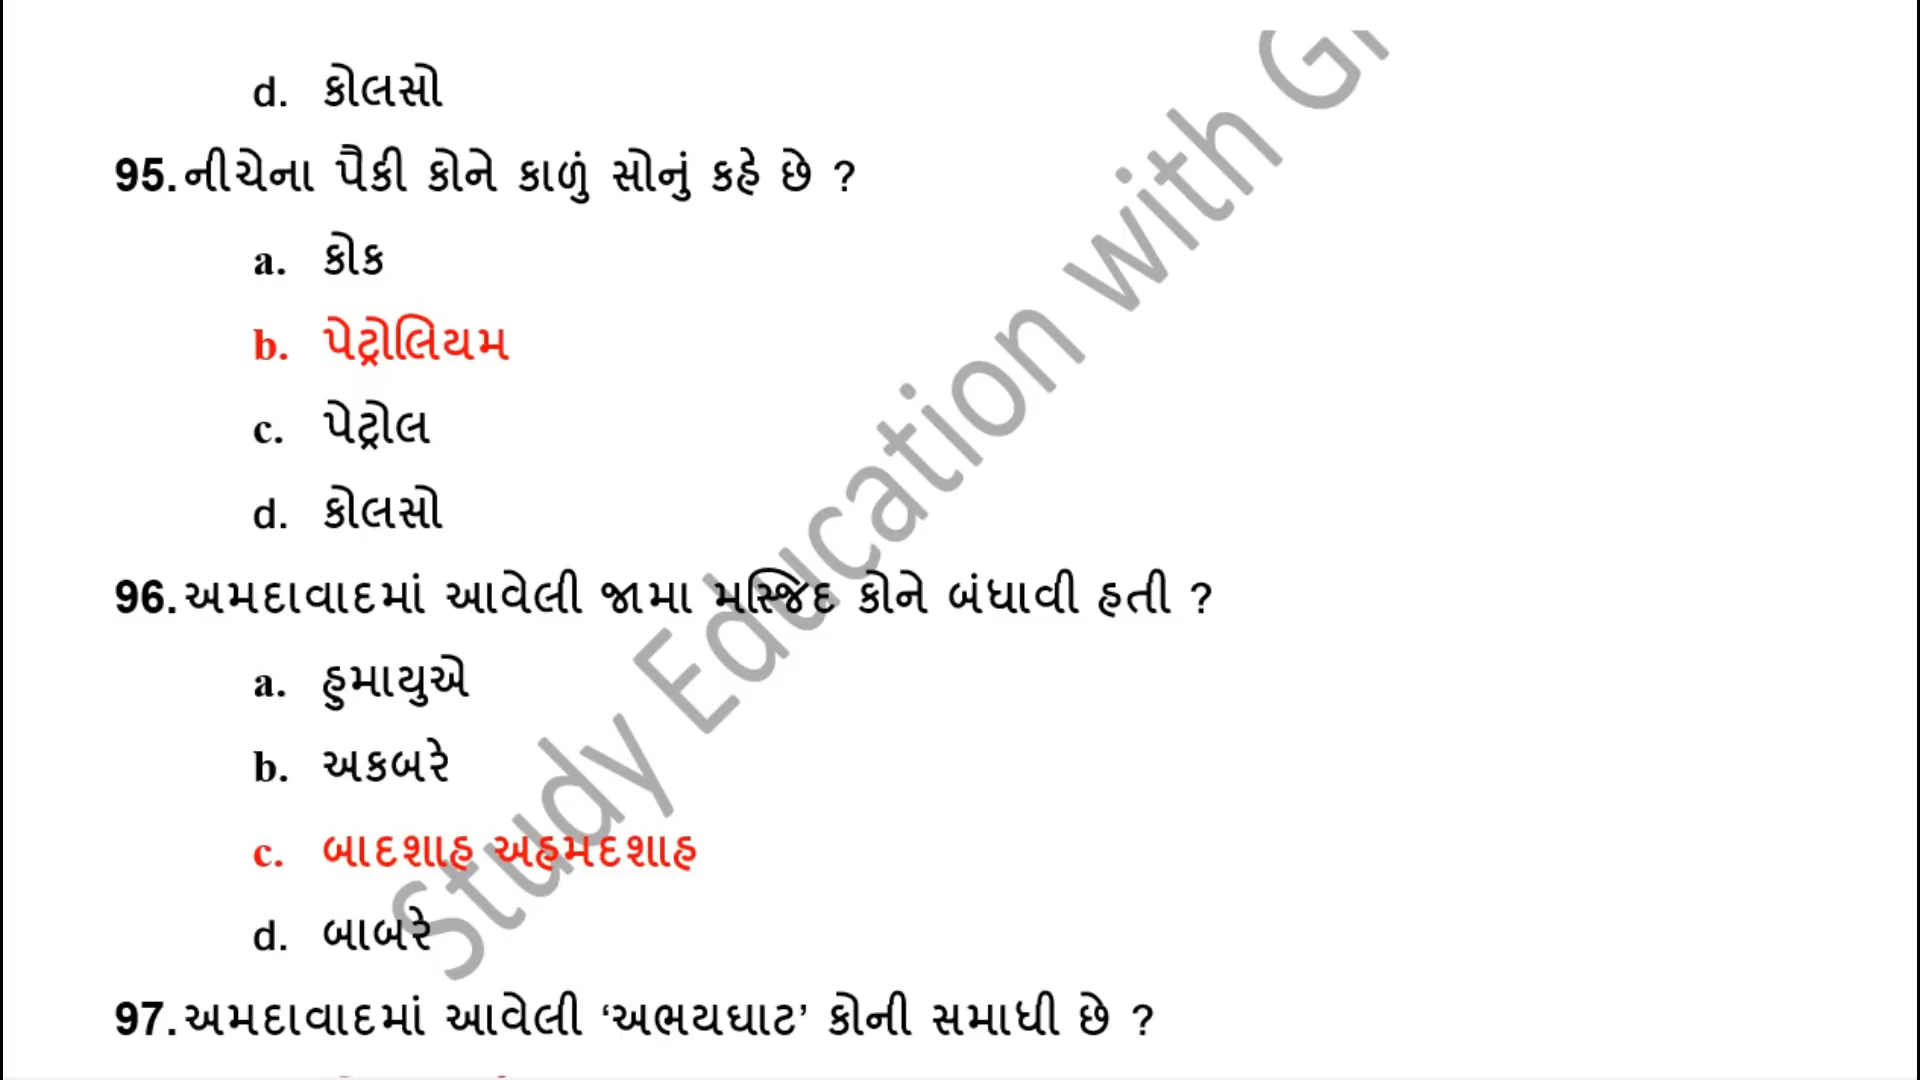 d. કોલસો
95. નીચેના પૈકી કોને કાળું સોનું કહે છે ?
a. કોક
b. પેટ્રોલિયમ
c. પેટ્રોલ
d. કોલસો
96. અમદાવાદમાં આવેલી જામા મસ્જિદ કોને બંધાવી હતી ?
a. હુમાયુએ
b. અકબરે
c. બાદશાહ અહમદશાહ
d. બાબરે
97. અમદાવાદમાં આવેલી ‘અભયઘાટ’ કોની સમાધી છે ?
Study Education with